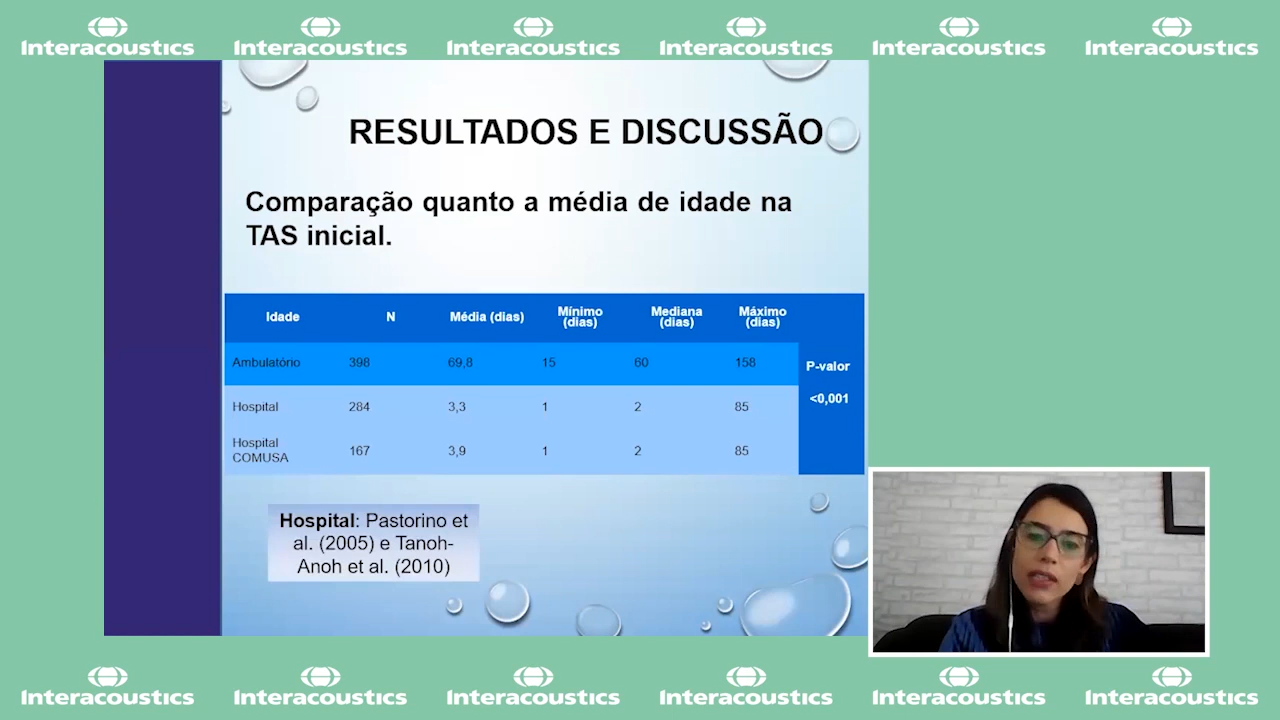 Interacoustics Interacoustics Interacoustics Interacoustics Interacoustics Interacoustics
RESULTADOS E DISCUSSÃO
Comparação quanto a média de idade na
TAS inicial.
Idade N Média (dias) Mínimo (dias) Mediana (dias) Máximo (dias)
Ambulatório 398 69,8 15 60 158
P-valor
<0,001
Hospital 284 3,3 1 2 85
Hospital COMUSA 167 3,9 1 2 85
Hospital: Pastorino et
al. (2005) e Tanoh-
Anoh et al. (2010)
Interacoustics Interacoustics Interacoustics Interacoustics Interacoustics Interacoustics